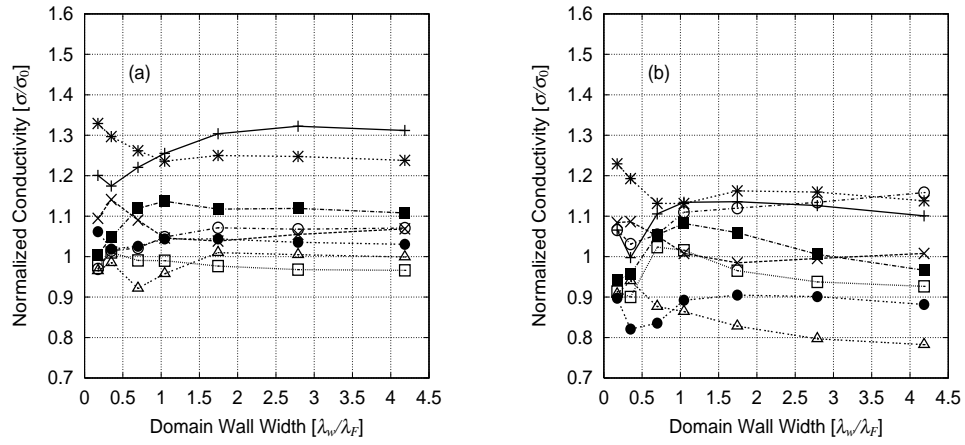 1.6
1.5
1.4
1.3
1.2
1.1
1
0.9
0.8
0.7
0 0.5 1 1.5 2 2.5 3 3.5 4 4.5
Normalized Conductivity [σ/σ0]
Domain Wall Width [λw/λF]
(a)
1.6
1.5
1.4
1.3
1.2
1.1
1
0.9
0.8
0.7
0 0.5 1 1.5 2 2.5 3 3.5 4 4.5
Normalized Conductivity [σ/σ0]
Domain Wall Width [λw/λF]
(b)